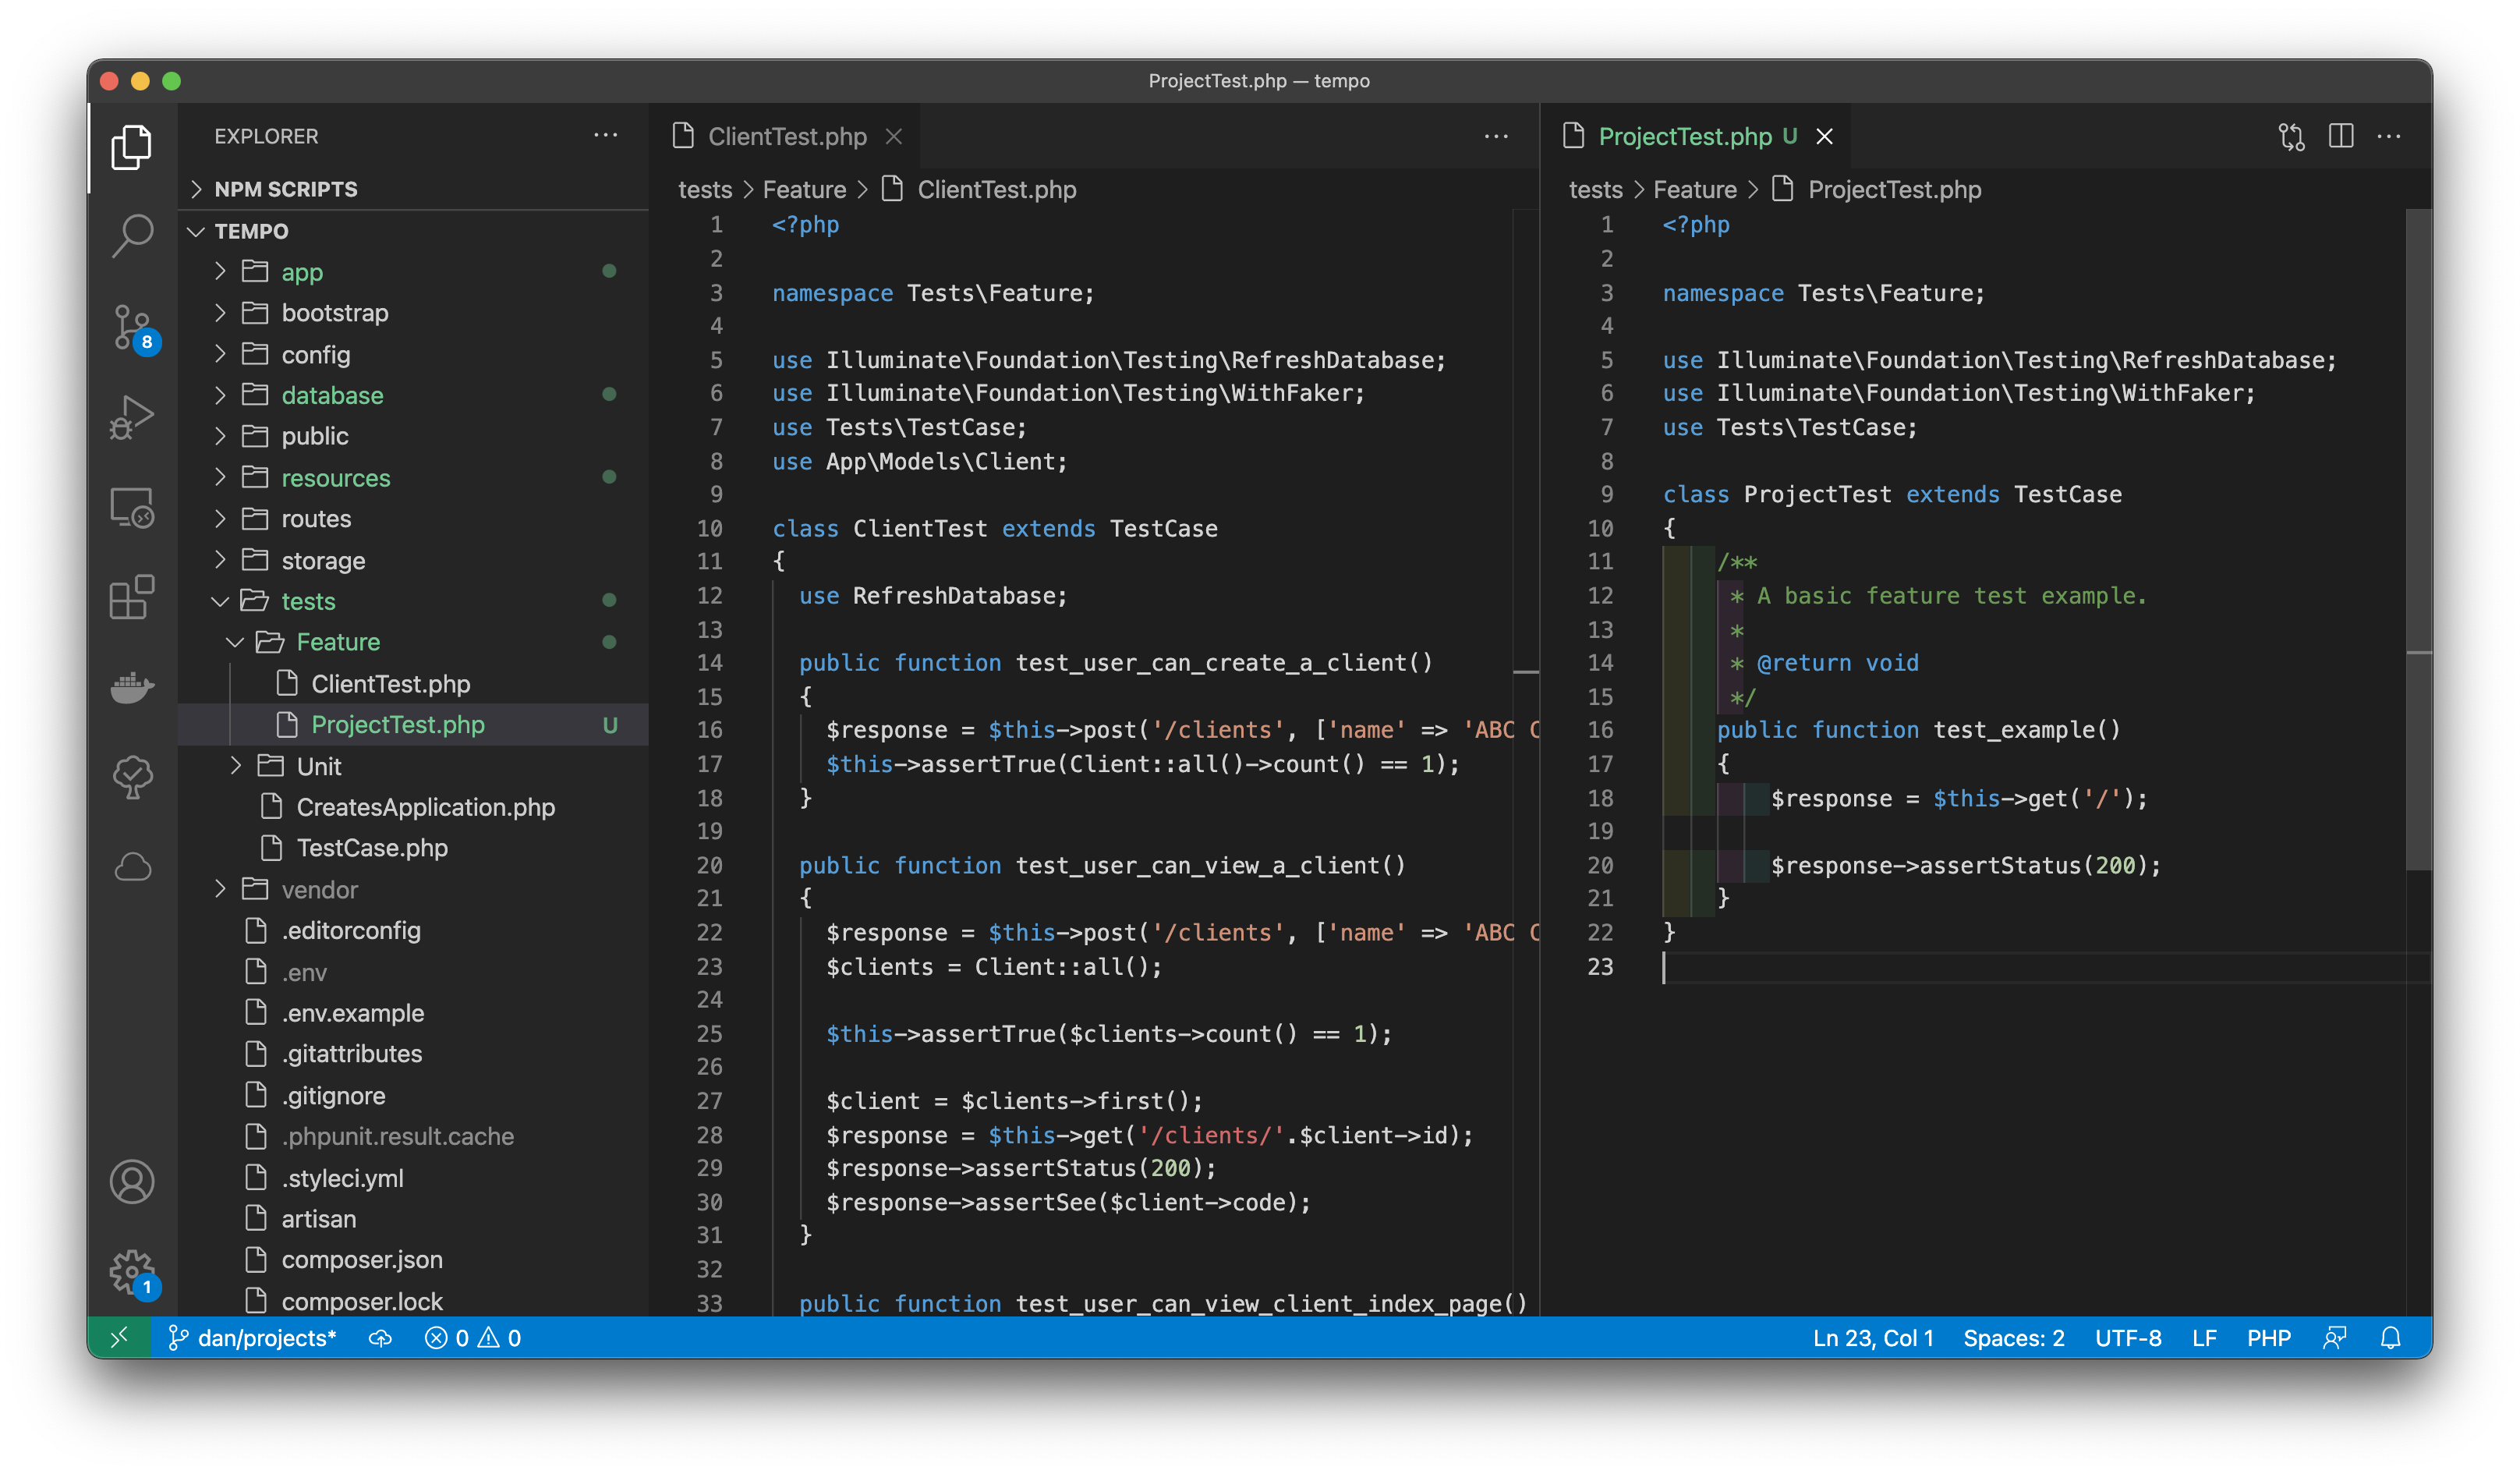 ProjectTest.php — tempo
EXPLORER
NPM SCRIPTS
TEMPO
app
bootstrap
config
database
public
resources
routes
storage
tests
Feature
ClientTest.php
ProjectTest.php U
Unit
CreatesApplication.php
TestCase.php
vendor
.editorconfig
.env
.env.example
.gitattributes
.gitignore
.phpunit.result.cache
.styleci.yml
artisan
composer.json
composer.lock
8
1
ClientTest.php
tests > Feature > ClientTest.php
1 <?php
2
3 namespace Tests\Feature;
4
5 use Illuminate\Foundation\Testing\RefreshDatabase;
6 use Illuminate\Foundation\Testing\WithFaker;
7 use Tests\TestCase;
8 use App\Models\Client;
9
10 class ClientTest extends TestCase
11 {
12 use RefreshDatabase;
13
14 public function test_user_can_create_a_client()
15 {
16 $response = $this->post('/clients', ['name' => 'ABC C
17 $this->assertTrue(Client::all()->count() == 1);
18 }
19
20 public function test_user_can_view_a_client()
21 {
22 $response = $this->post('/clients', ['name' => 'ABC C
23 $clients = Client::all();
24
25 $this->assertTrue($clients->count() == 1);
26
27 $client = $clients->first();
28 $response = $this->get('/clients/'.$client->id);
29 $response->assertStatus(200);
30 $response->assertSee($client->code);
31 }
32
33 public function test_user_can_view_client_index_page()
ProjectTest.php U
tests > Feature > ProjectTest.php
1 <?php
2
3 namespace Tests\Feature;
4
5 use Illuminate\Foundation\Testing\RefreshDatabase;
6 use Illuminate\Foundation\Testing\WithFaker;
7 use Tests\TestCase;
8
9 class ProjectTest extends TestCase
10 {
11 /**
12 * A basic feature test example.
13 *
14 * @return void
15 */
16 public function test_example()
17 {
18 $response = $this->get('/');
19
20 $response->assertStatus(200);
21 }
22 }
23
dan/projects* 0 0
Ln 23, Col 1 Spaces: 2 UTF-8 LF PHP